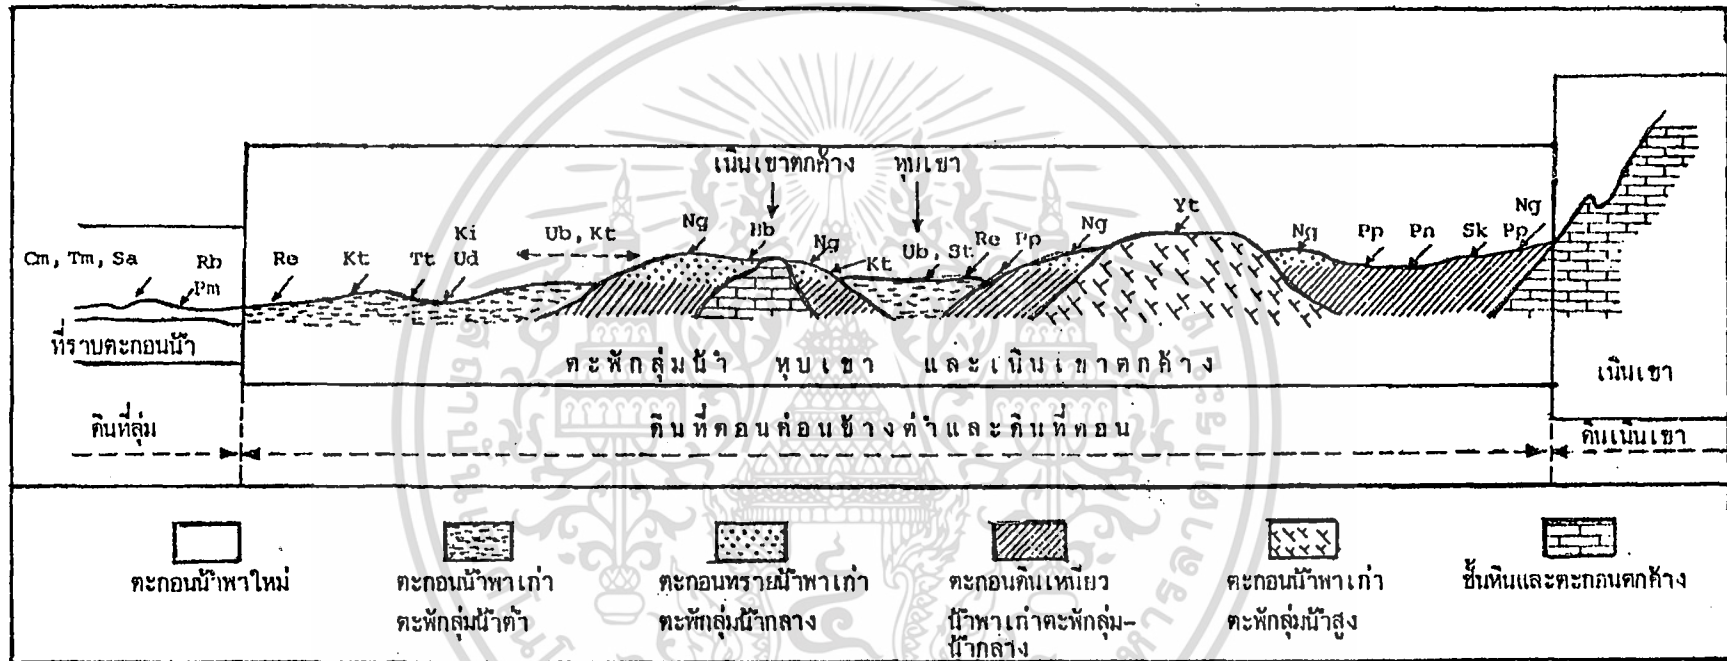 เนินเขาตกค้าง หุบเขา
Cm, Tm, Sa Rb Pm Re Kt Tt Ki Ud Ub, Kt Ng Bb Ng Kt Ub, St Re Pp Ng Yt Ng Pp Pn Sk Pp Ng
ที่ราบตะกอนน้ำ
ตะพักลุ่มน้ำ หุบเขา และเนินเขาตกค้าง
เนินเขา
ดินที่ลุ่ม
ดินที่ดอนค่อนข้างต่ำและดินที่ดอน
ดินเนินเขา
ตะกอนน้ำพาใหม่
ตะกอนน้ำพาเก่า
ตะพักลุ่มน้ำต่ำ
ตะกอนทรายน้ำพาเก่า
ตะพักลุ่มน้ำกลาง
ตะกอนดินเหนียว
น้ำพาเก่าตะพักลุ่ม-
น้ำกลาง
ตะกอนน้ำพาเก่า
ตะพักลุ่มน้ำสูง
ชั้นหินและตะกอนตกค้าง